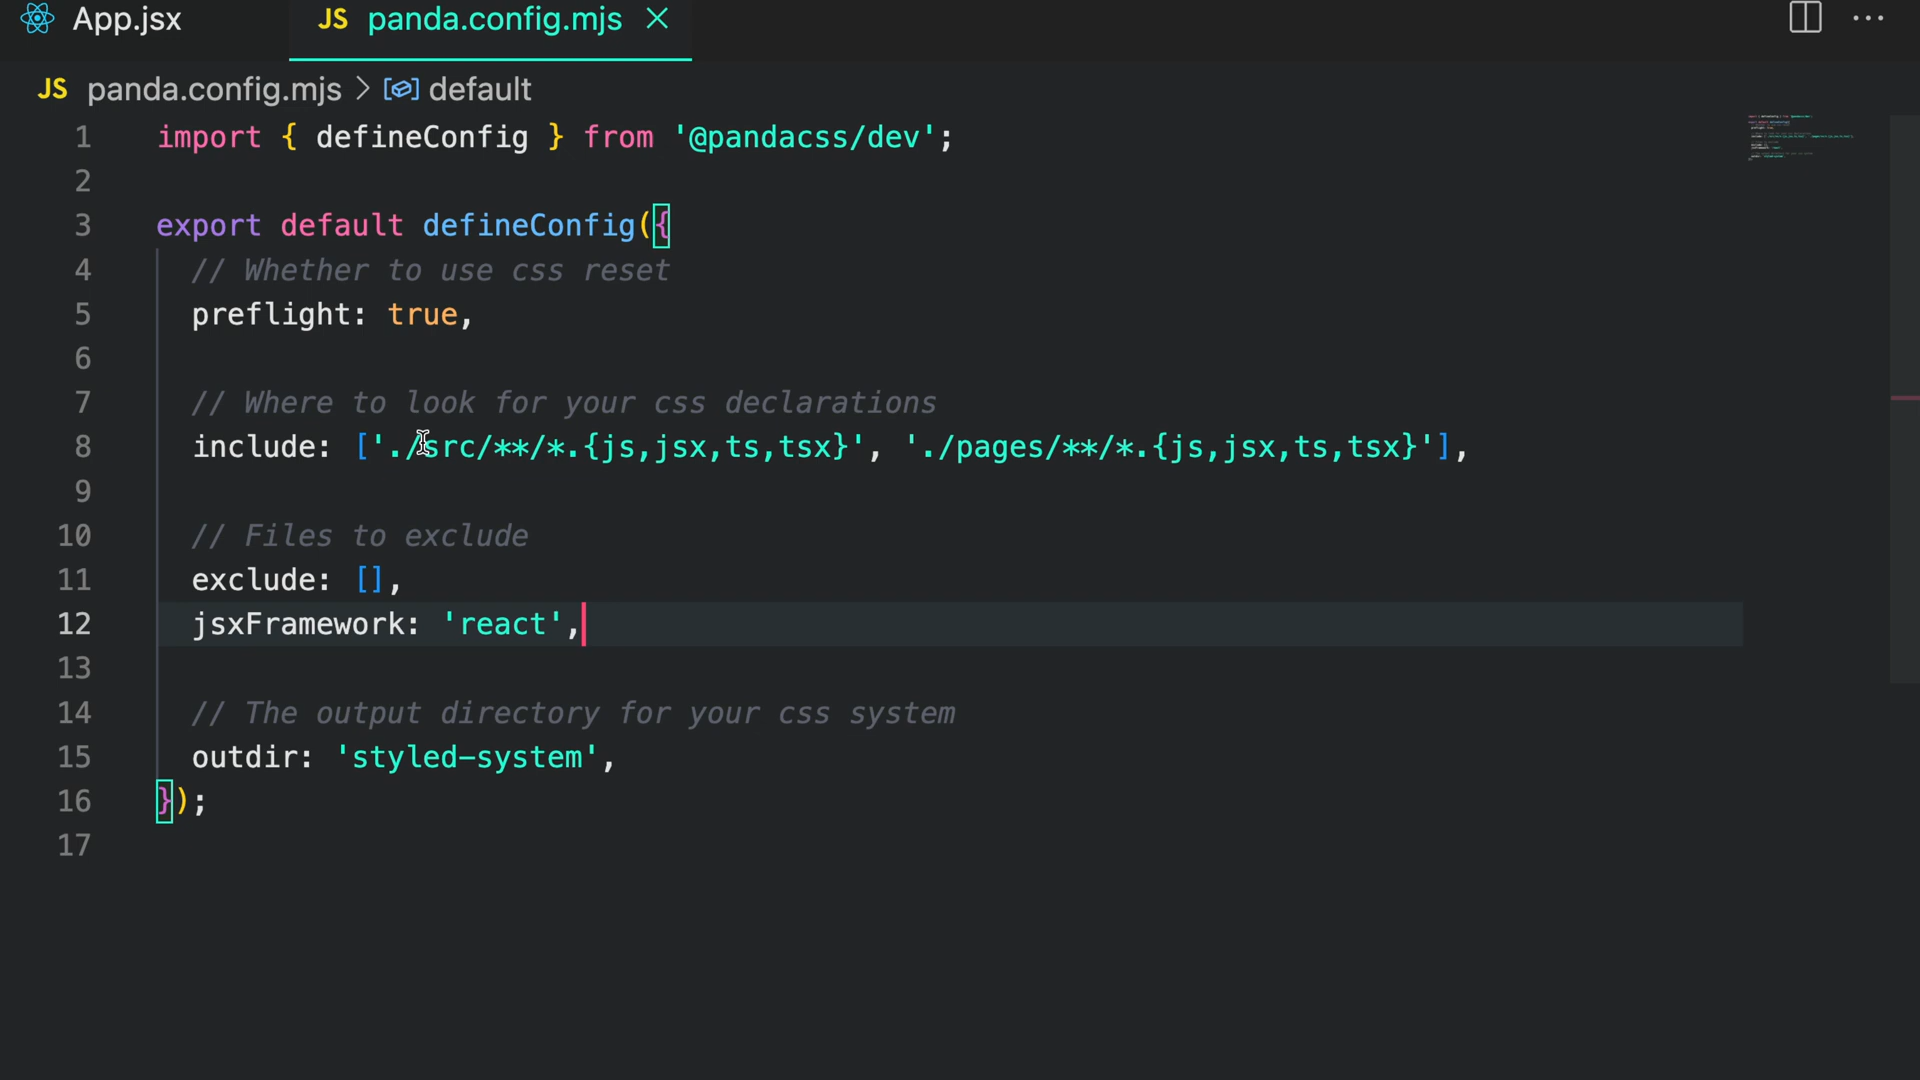 App.jsx
JS panda.config.mjs
JS panda.config.mjs > default
1 import { defineConfig } from '@pandacss/dev';
2
3 export default defineConfig({
4 // Whether to use css reset
5 preflight: true,
6
7 // Where to look for your css declarations
8 include: ['./src/**/*.{js,jsx,ts,tsx}', './pages/**/*.{js,jsx,ts,tsx}'],
9
10 // Files to exclude
11 exclude: [],
12 jsxFramework: 'react',
13
14 // The output directory for your css system
15 outdir: 'styled-system',
16 });
17